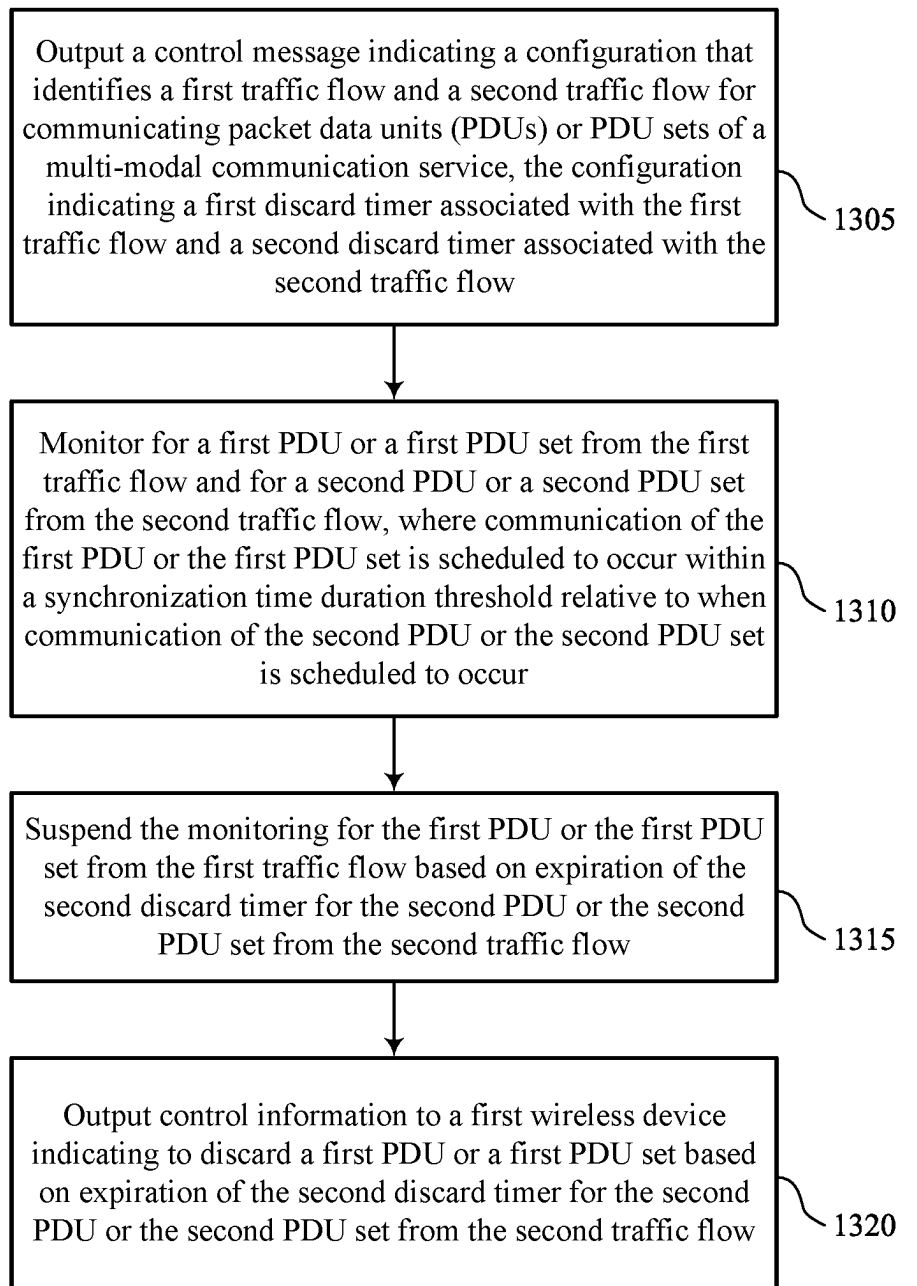 Output a control message indicating a configuration that
identifies a first traffic flow and a second traffic flow for
communicating packet data units (PDUs) or PDU sets of a
multi-modal communication service, the configuration
indicating a first discard timer associated with the first
traffic flow and a second discard timer associated with the
second traffic flow
1305
Monitor for a first PDU or a first PDU set from the first
traffic flow and for a second PDU or a second PDU set
from the second traffic flow, where communication of the
first PDU or the first PDU set is scheduled to occur within
a synchronization time duration threshold relative to when
communication of the second PDU or the second PDU set
is scheduled to occur
1310
Suspend the monitoring for the first PDU or the first PDU
set from the first traffic flow based on expiration of the
second discard timer for the second PDU or the second
PDU set from the second traffic flow
1315
Output control information to a first wireless device
indicating to discard a first PDU or a first PDU set based
on expiration of the second discard timer for the second
PDU or the second PDU set from the second traffic flow
1320